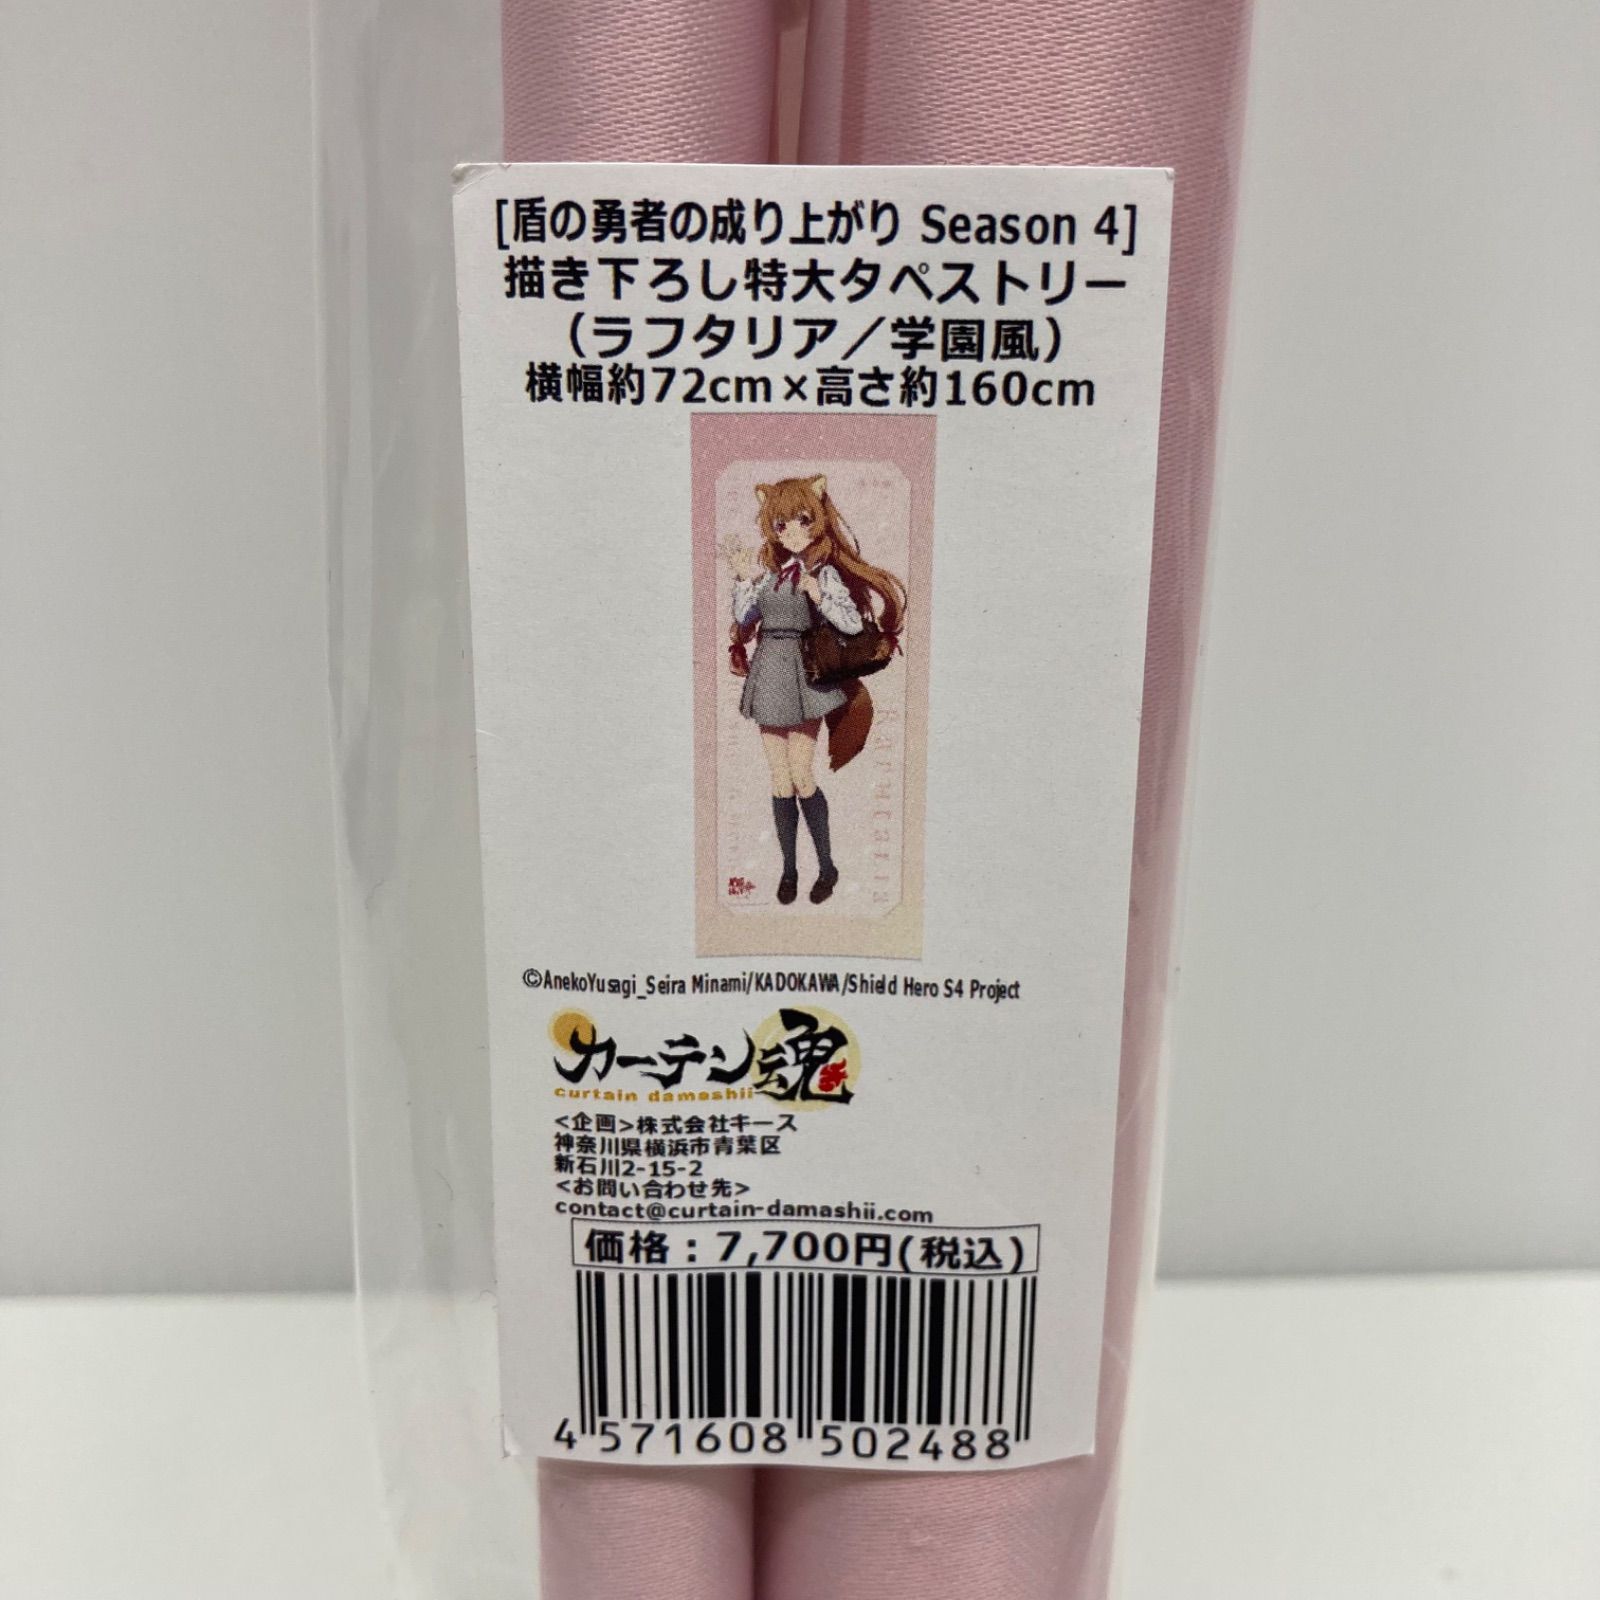 [盾の勇者の成り上がり Season 4]
描き下ろし特大タペストリー
（ラフタリア／学園風）
横幅約72cm×高さ約160cm
©AnekoYusagi_Seira Minami/KADOKAWA/Shield Hero S4 Project
カーテン魂
curtain damashii
<企画>株式会社キース
神奈川県横浜市青葉区
新石川2-15-2
<お問い合わせ先>
contact@curtain-damashii.com
価格：7,700円(税込)
4 571608 502488